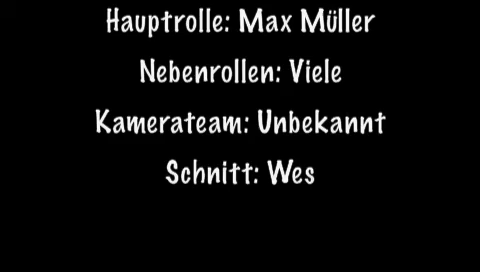 Hauptrolle: Max Müller
Nebenrollen: Viele
Kamerateam: Unbekannt
Schnitt: Wes